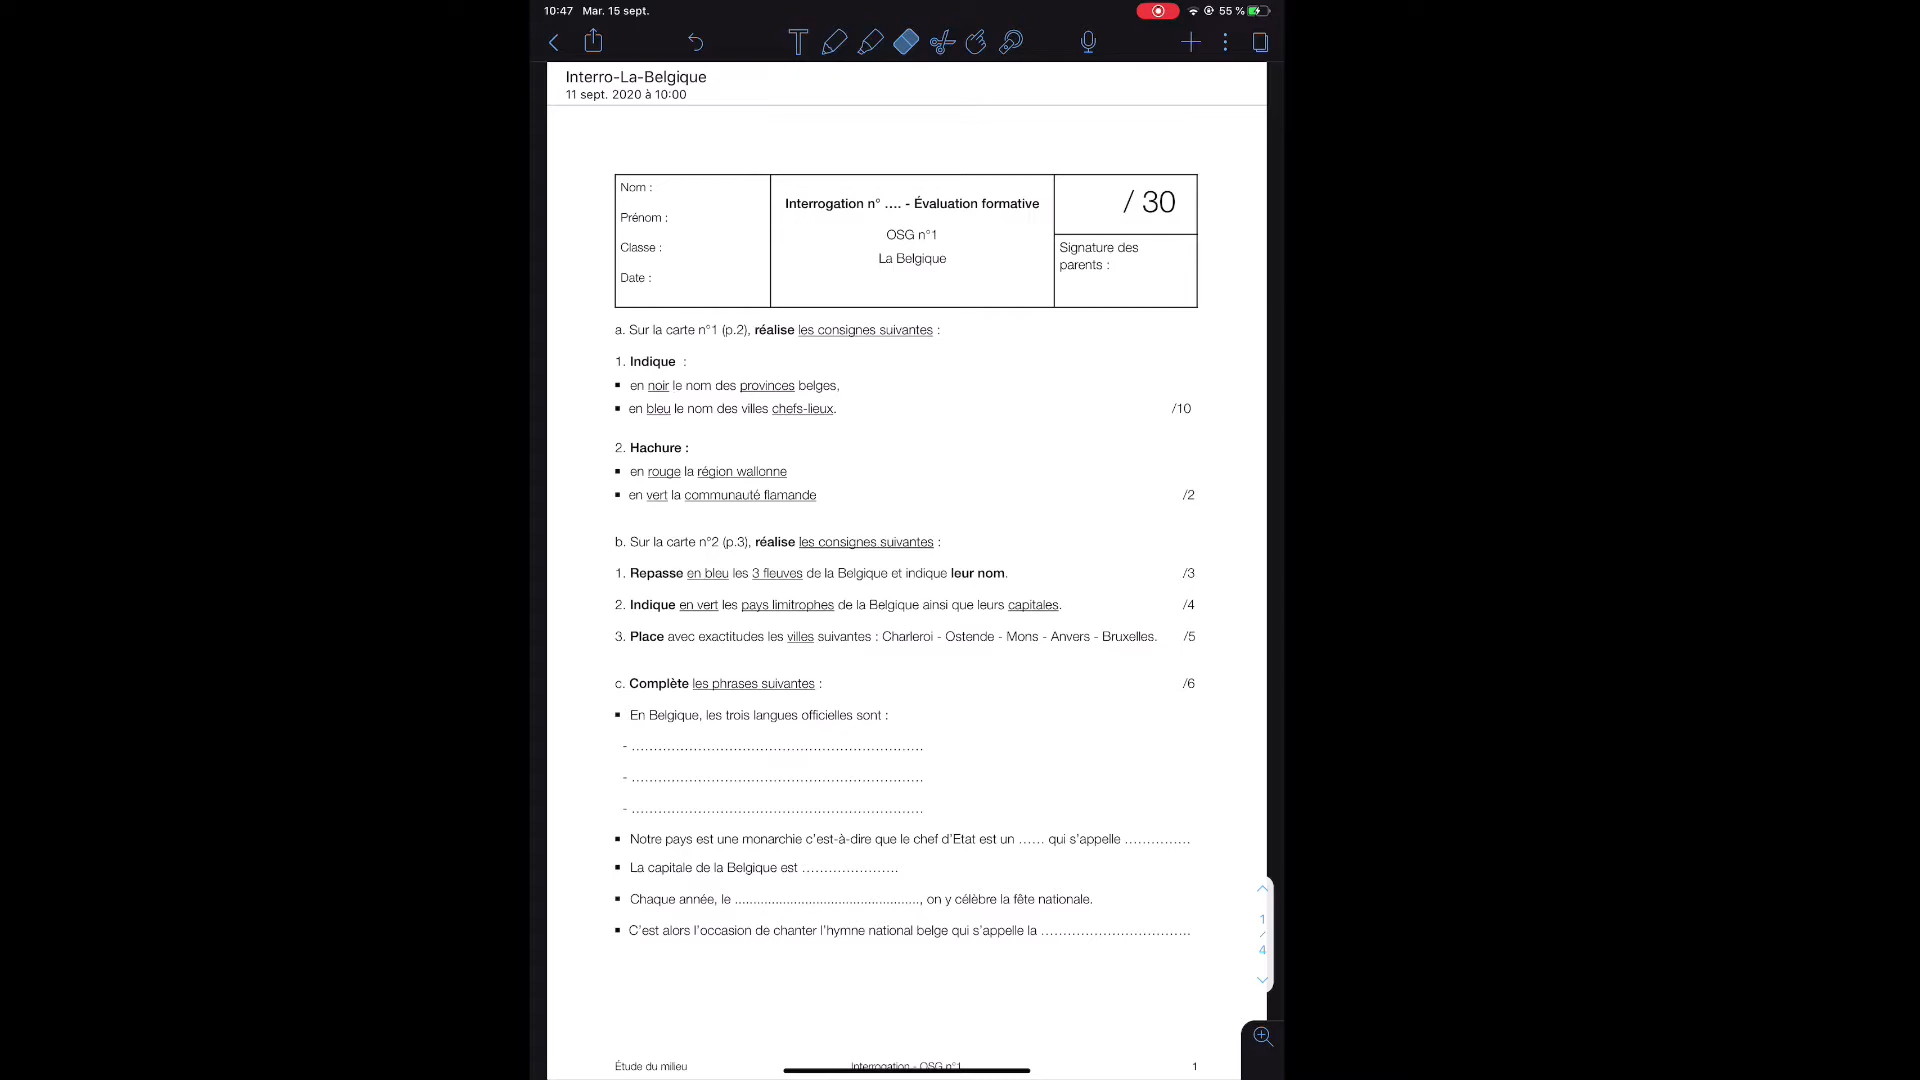 10:47 Mar. 15 sept.
55 %
Interro-La-Belgique
11 sept. 2020 à 10:00
Nom :
Prénom :
Classe :
Date :
Interrogation n° .... - Évaluation formative
OSG n°1
La Belgique
/ 30
Signature des
parents :
a. Sur la carte n°1 (p.2), réalise les consignes suivantes :
1. Indique :
▪ en noir le nom des provinces belges,
▪ en bleu le nom des villes chefs-lieux. /10
2. Hachure :
▪ en rouge la région wallonne
▪ en vert la communauté flamande /2
b. Sur la carte n°2 (p.3), réalise les consignes suivantes :
1. Repasse en bleu les 3 fleuves de la Belgique et indique leur nom. /3
2. Indique en vert les pays limitrophes de la Belgique ainsi que leurs capitales. /4
3. Place avec exactitudes les villes suivantes : Charleroi - Ostende - Mons - Anvers - Bruxelles. /5
c. Complète les phrases suivantes : /6
▪ En Belgique, les trois langues officielles sont :
- ..................................................................
- ..................................................................
- ..................................................................
▪ Notre pays est une monarchie c'est-à-dire que le chef d'Etat est un ...... qui s'appelle ...............
▪ La capitale de la Belgique est ......................
▪ Chaque année, le .................................................., on y célèbre la fête nationale.
▪ C'est alors l'occasion de chanter l'hymne national belge qui s'appelle la ..................................
1
/
4
Étude du milieu Interrogation - OSG n°1 1